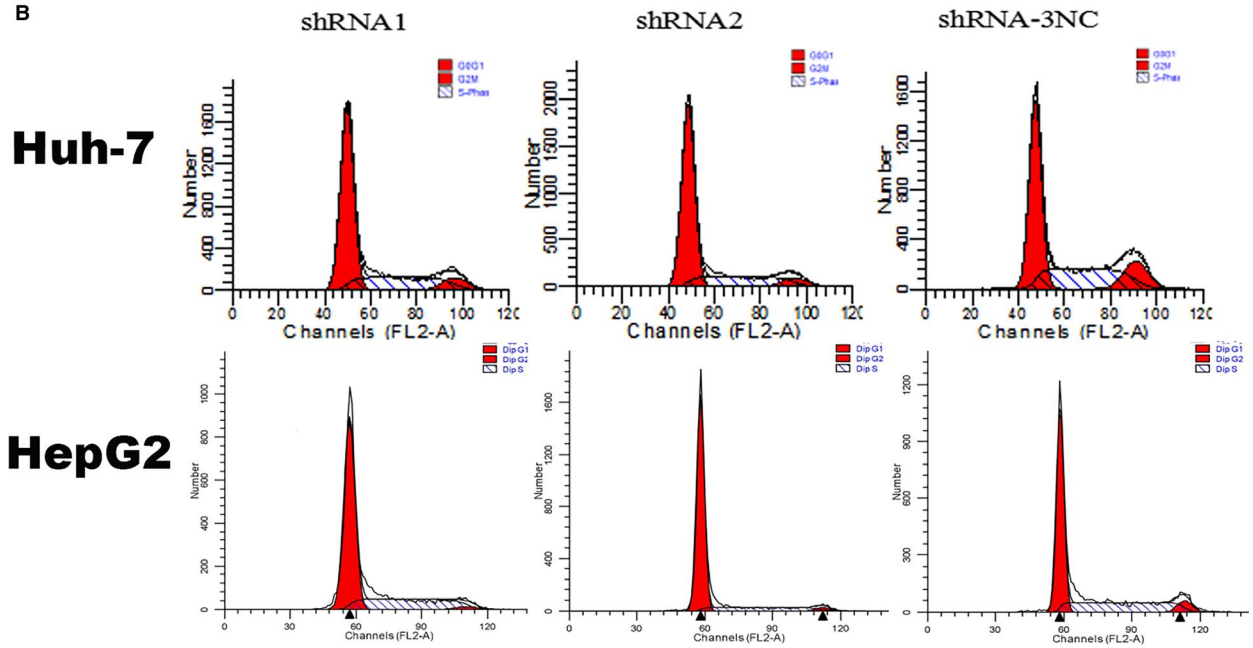 B
shRNA1
shRNA2
shRNA-3NC
Huh-7
G0G1
G2M
S-Phas
Number
0 400 800 1200 1600
0 20 40 60 80 100 120
Channels (FL2-A)
G0G1
G2M
S-Phas
Number
0 500 1000 1500 2000
0 20 40 60 80 100 120
Channels (FL2-A)
G0G1
G2M
S-Phas
Number
0 400 800 1200 1600
0 20 40 60 80 100
Channels (FL2-A)
HepG2
Dip G1
Dip G2
Dip S
Number
0 200 400 600 800 1000
0 30 60 90 120
Channels (FL2-A)
Dip G1
Dip G2
Dip S
Number
0 400 800 1200 1600
0 30 60 90 120
Channels (FL2-A)
Dip G1
Dip G2
Dip S
Number
0 300 600 900 1200
0 30 60 90 120
Channels (FL2-A)